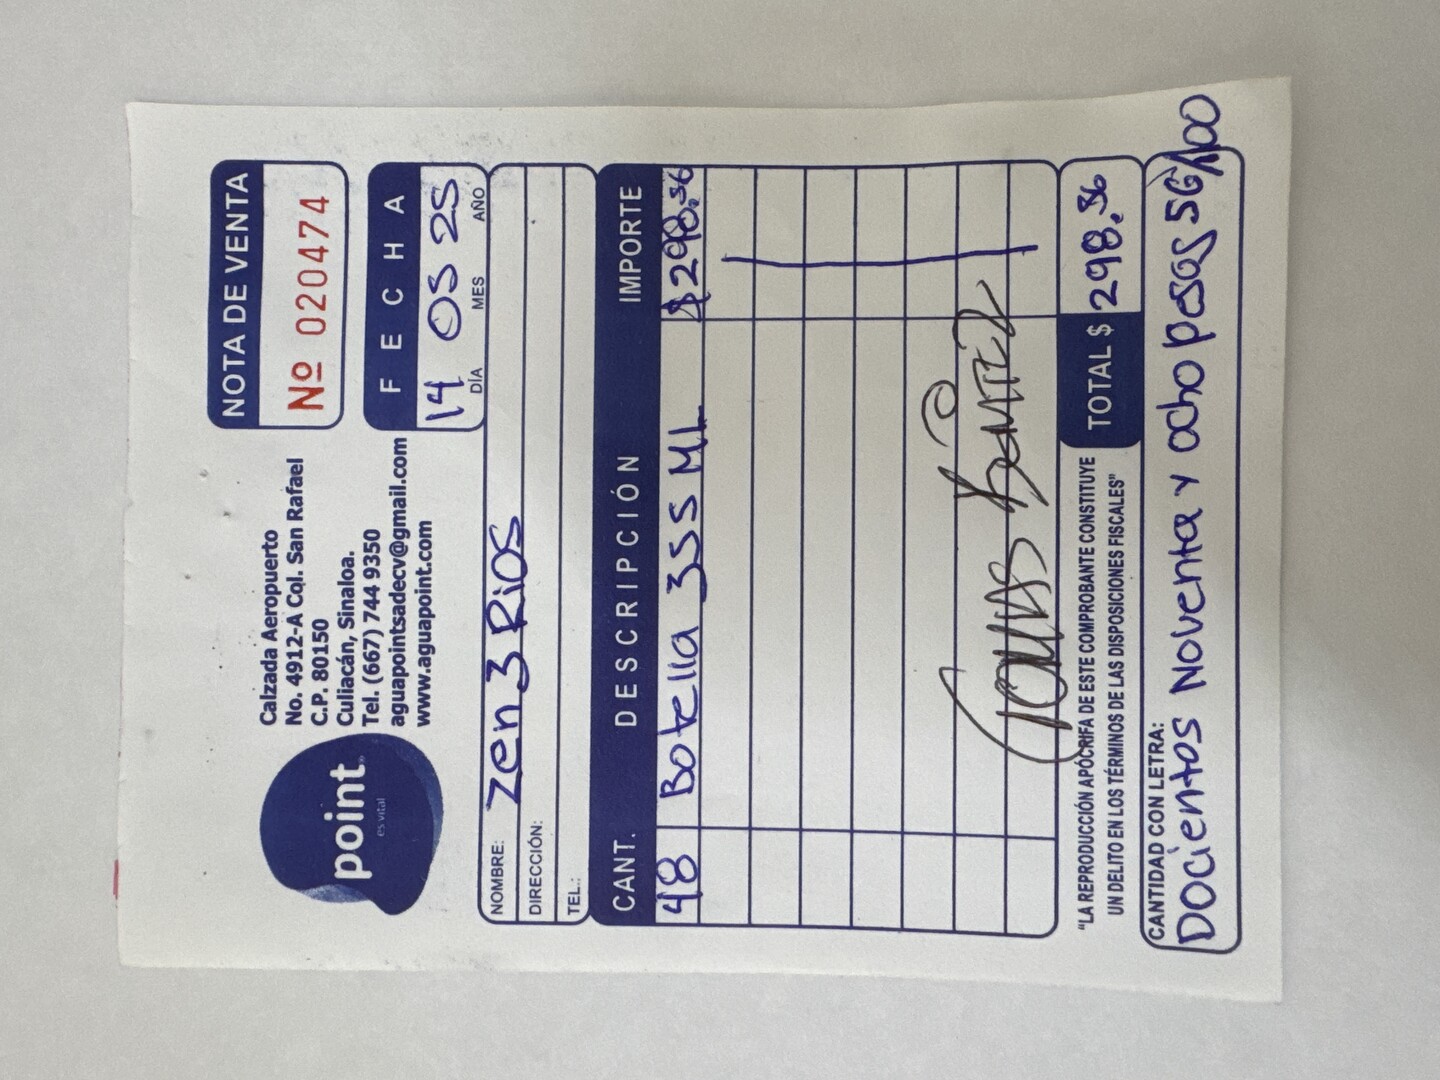 point®
es vital
Calzada Aeropuerto
No. 4912-A Col. San Rafael
C.P. 80150
Culiacán, Sinaloa.
Tel. (667) 744 9350
aguapointsadecv@gmail.com
www.aguapoint.com
NOTA DE VENTA
Nº 020474
FECHA
14 05 25
DÍA MES AÑO
NOMBRE: Zen 3 Rios
DIRECCIÓN:
TEL.:
CANT. DESCRIPCIÓN IMPORTE
48 Botella 355 ML $298.56
"LA REPRODUCCIÓN APÓCRIFA DE ESTE COMPROBANTE CONSTITUYE
UN DELITO EN LOS TÉRMINOS DE LAS DISPOSICIONES FISCALES"
TOTAL $ 298.56
CANTIDAD CON LETRA:
Docientos Noventa y ocho pesos 56/100